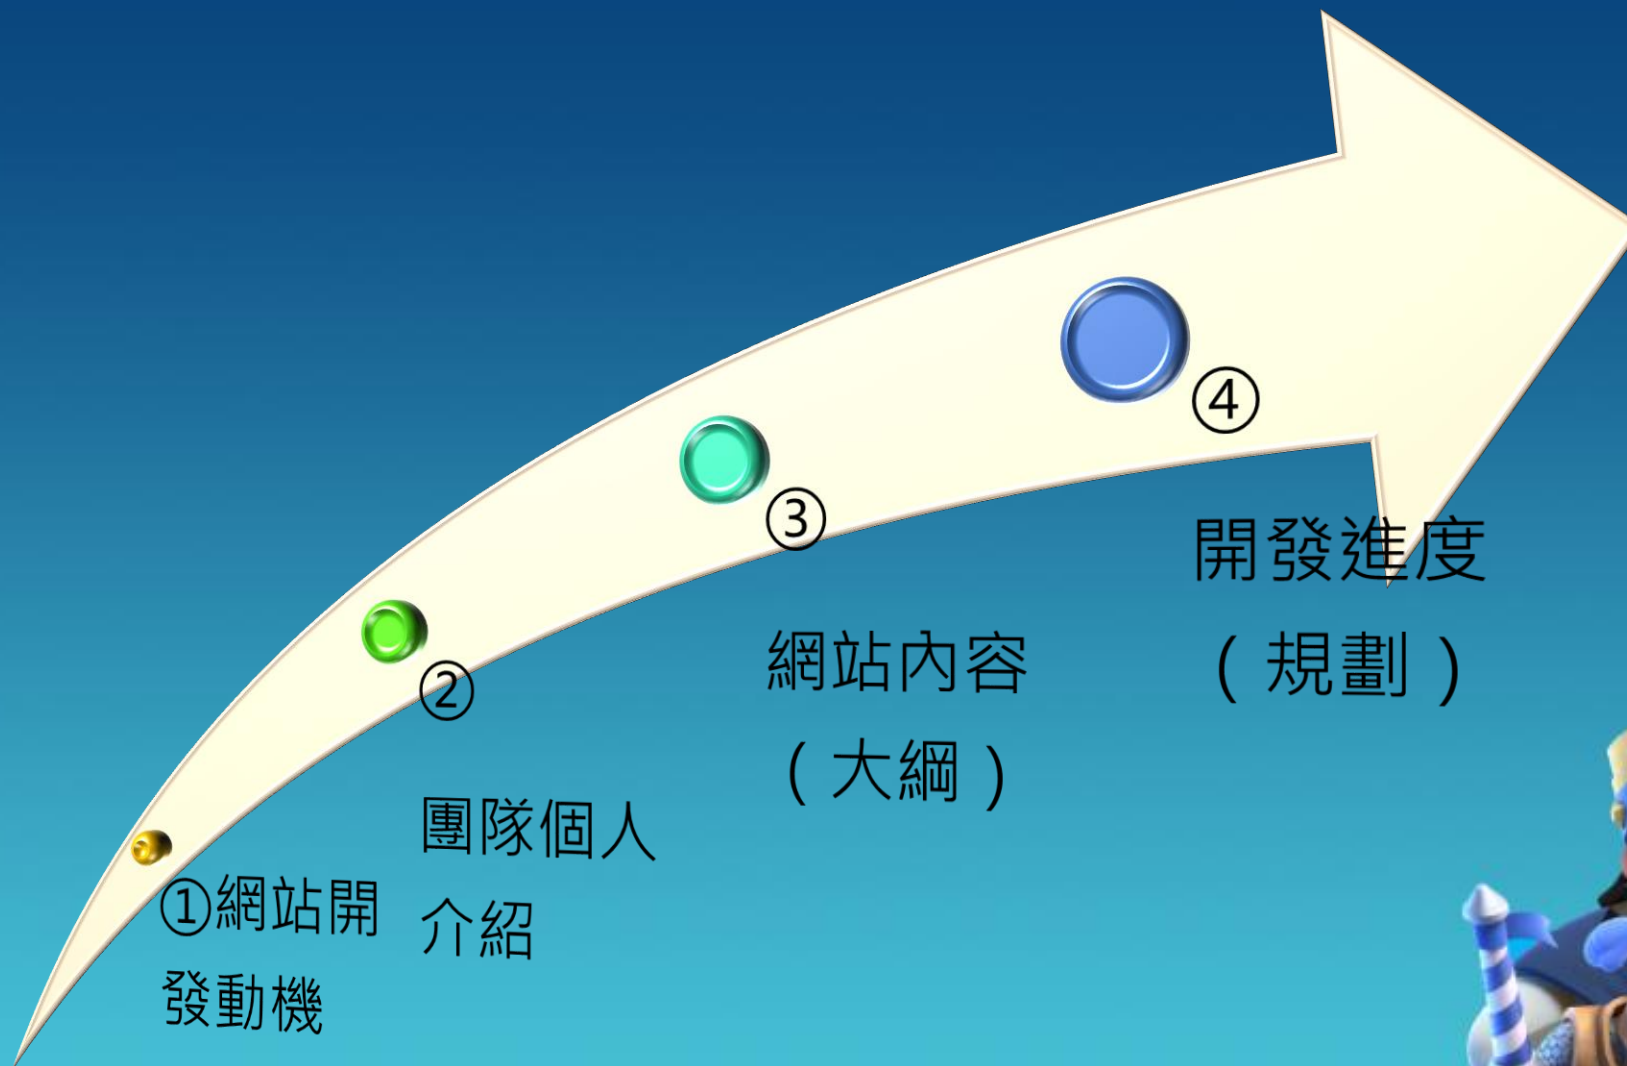 ①網站開
發動機
②
團隊個人
介紹
③
網站內容
(大綱)
④
開發進度
(規劃)